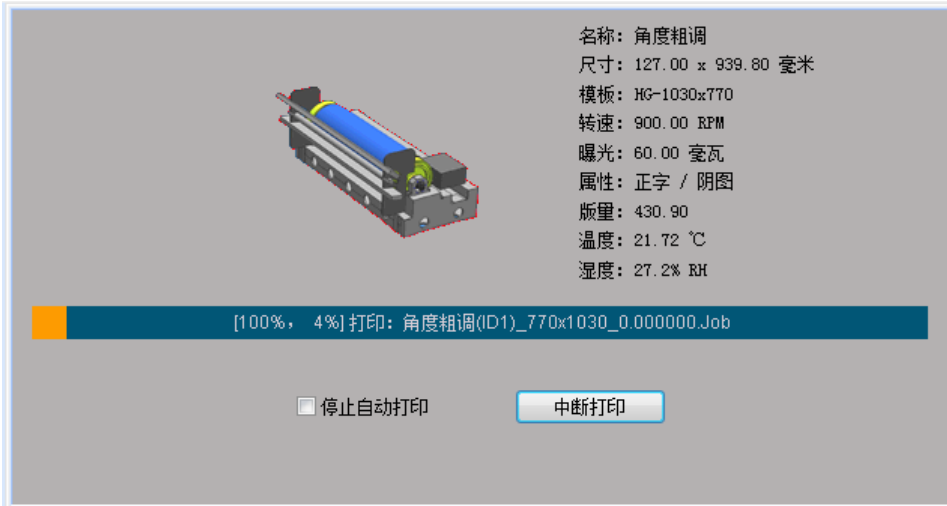 名称: 角度粗调
尺寸: 127.00 x 939.80 毫米
模板: HG-1030x770
转速: 900.00 RPM
曝光: 60.00 毫瓦
属性: 正字 / 阴图
版量: 430.90
温度: 21.72 ℃
湿度: 27.2% RH
[100%, 4%] 打印: 角度粗调(ID1)_770x1030_0.000000.Job
停止自动打印
中断打印